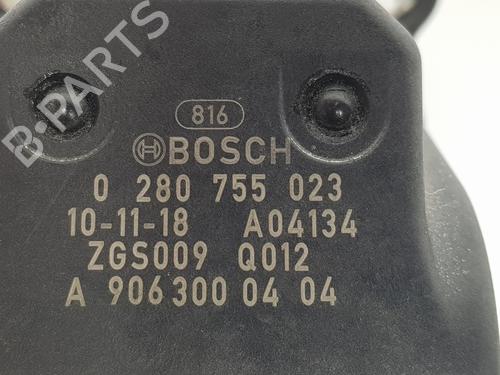 816
BOSCH
0 280 755 023
10-11-18 A04134
ZGS009 Q012
A 906 300 04 04
B-PARTS